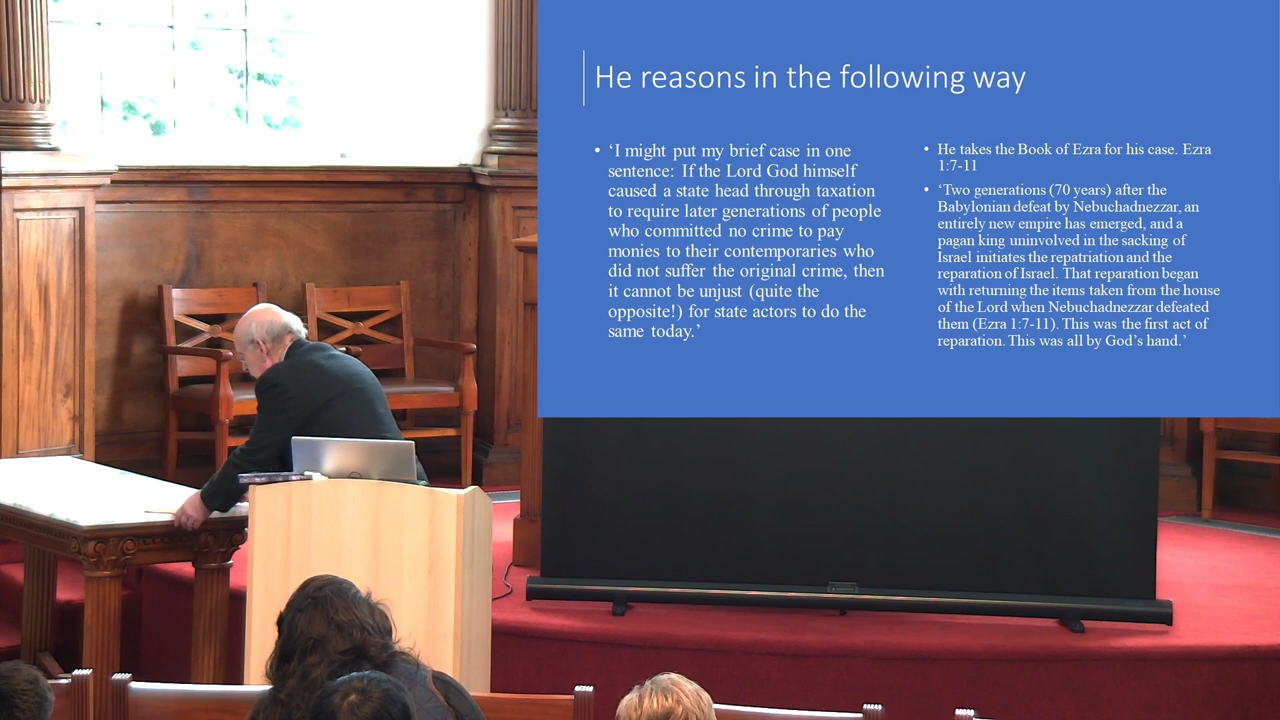 He reasons in the following way
• ‘I might put my brief case in one
sentence: If the Lord God himself
caused a state head through taxation
to require later generations of people
who committed no crime to pay
monies to their contemporaries who
did not suffer the original crime, then
it cannot be unjust (quite the
opposite!) for state actors to do the
same today.’
• He takes the Book of Ezra for his case. Ezra
1:7-11
• ‘Two generations (70 years) after the
Babylonian defeat by Nebuchadnezzar, an
entirely new empire has emerged, and a
pagan king uninvolved in the sacking of
Israel initiates the repatriation and the
reparation of Israel. That reparation began
with returning the items taken from the house
of the Lord when Nebuchadnezzar defeated
them (Ezra 1:7-11). This was the first act of
reparation. This was all by God’s hand.’